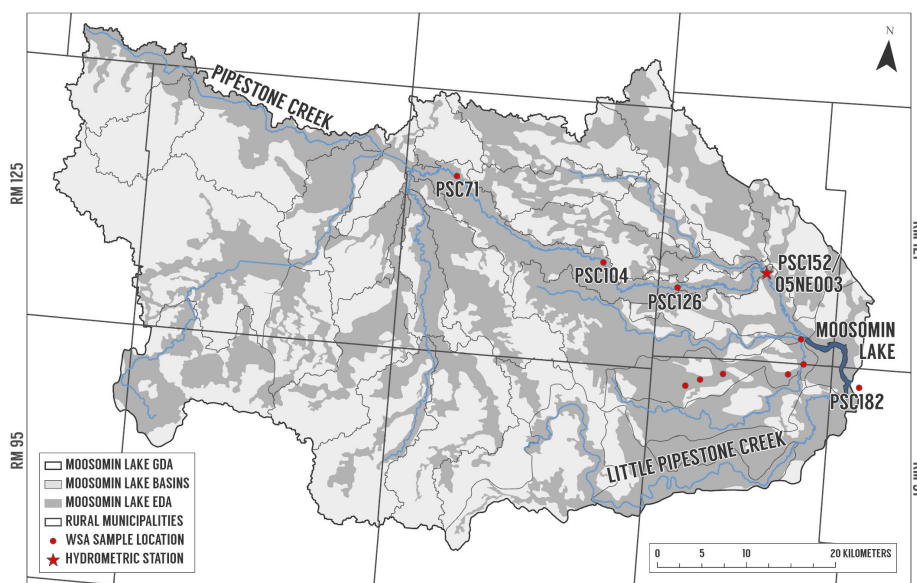 N
PIPESTONE CREEK
RM 125
PSC71
PSC104
PSC126
PSC152/
05NE003
MOOSOMIN
LAKE
PSC182
RM 95
LITTLE PIPESTONE CREEK
MOOSOMIN LAKE GDA
MOOSOMIN LAKE BASINS
MOOSOMIN LAKE EDA
RURAL MUNICIPALITIES
WSA SAMPLE LOCATION
HYDROMETRIC STATION
0 5 10 20 KILOMETERS